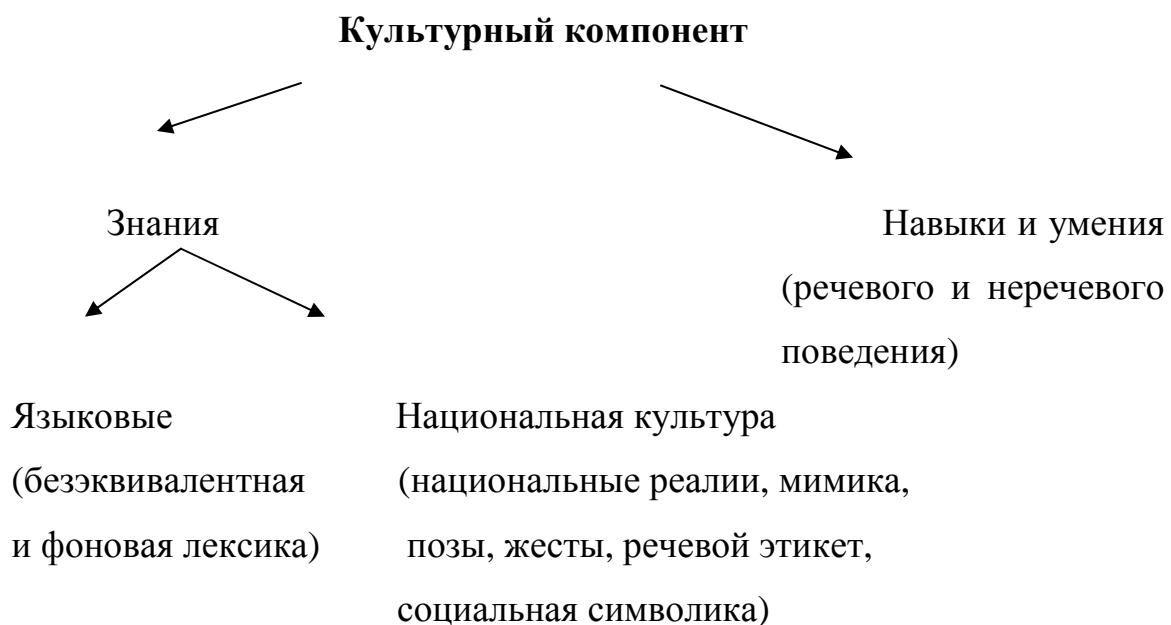 Культурный компонент
Знания
Навыки и умения
(речевого и неречевого
поведения)
Языковые
(безэквивалентная
и фоновая лексика)
Национальная культура
(национальные реалии, мимика,
позы, жесты, речевой этикет,
социальная символика)